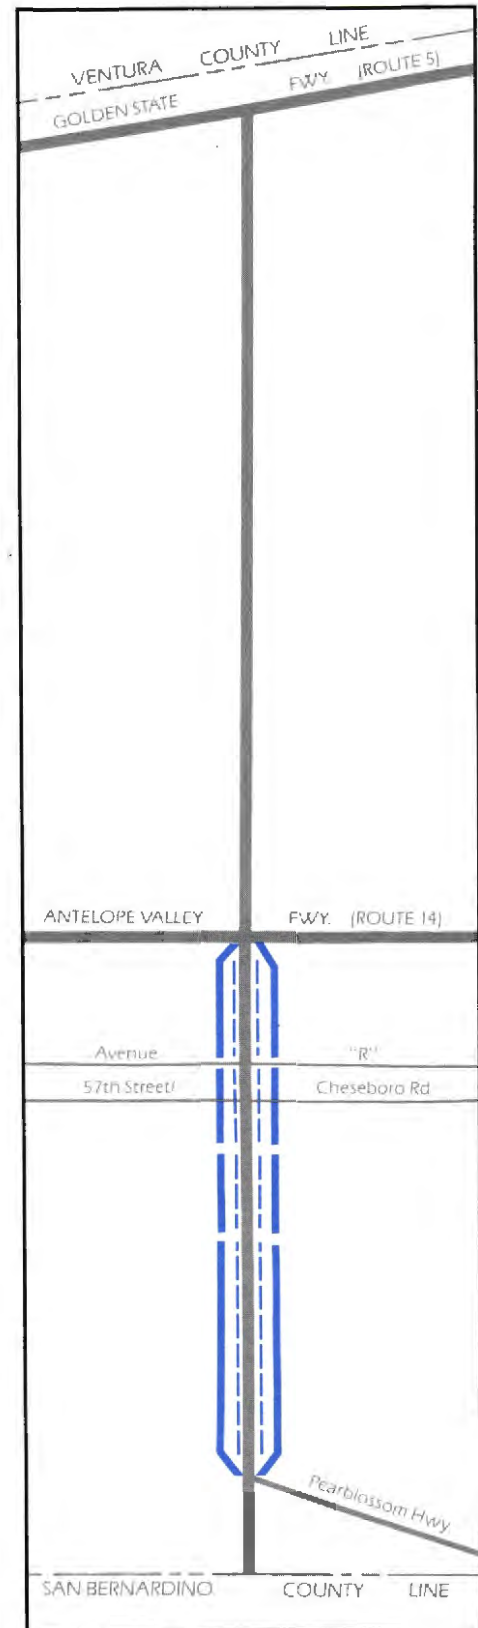 VENTURA COUNTY LINE
GOLDEN STATE FWY. (ROUTE 5)
ANTELOPE VALLEY FWY. (ROUTE 14)
Avenue "R"
57th Street/ Cheseboro Rd
Pearblossom Hwy.
SAN BERNARDINO COUNTY LINE